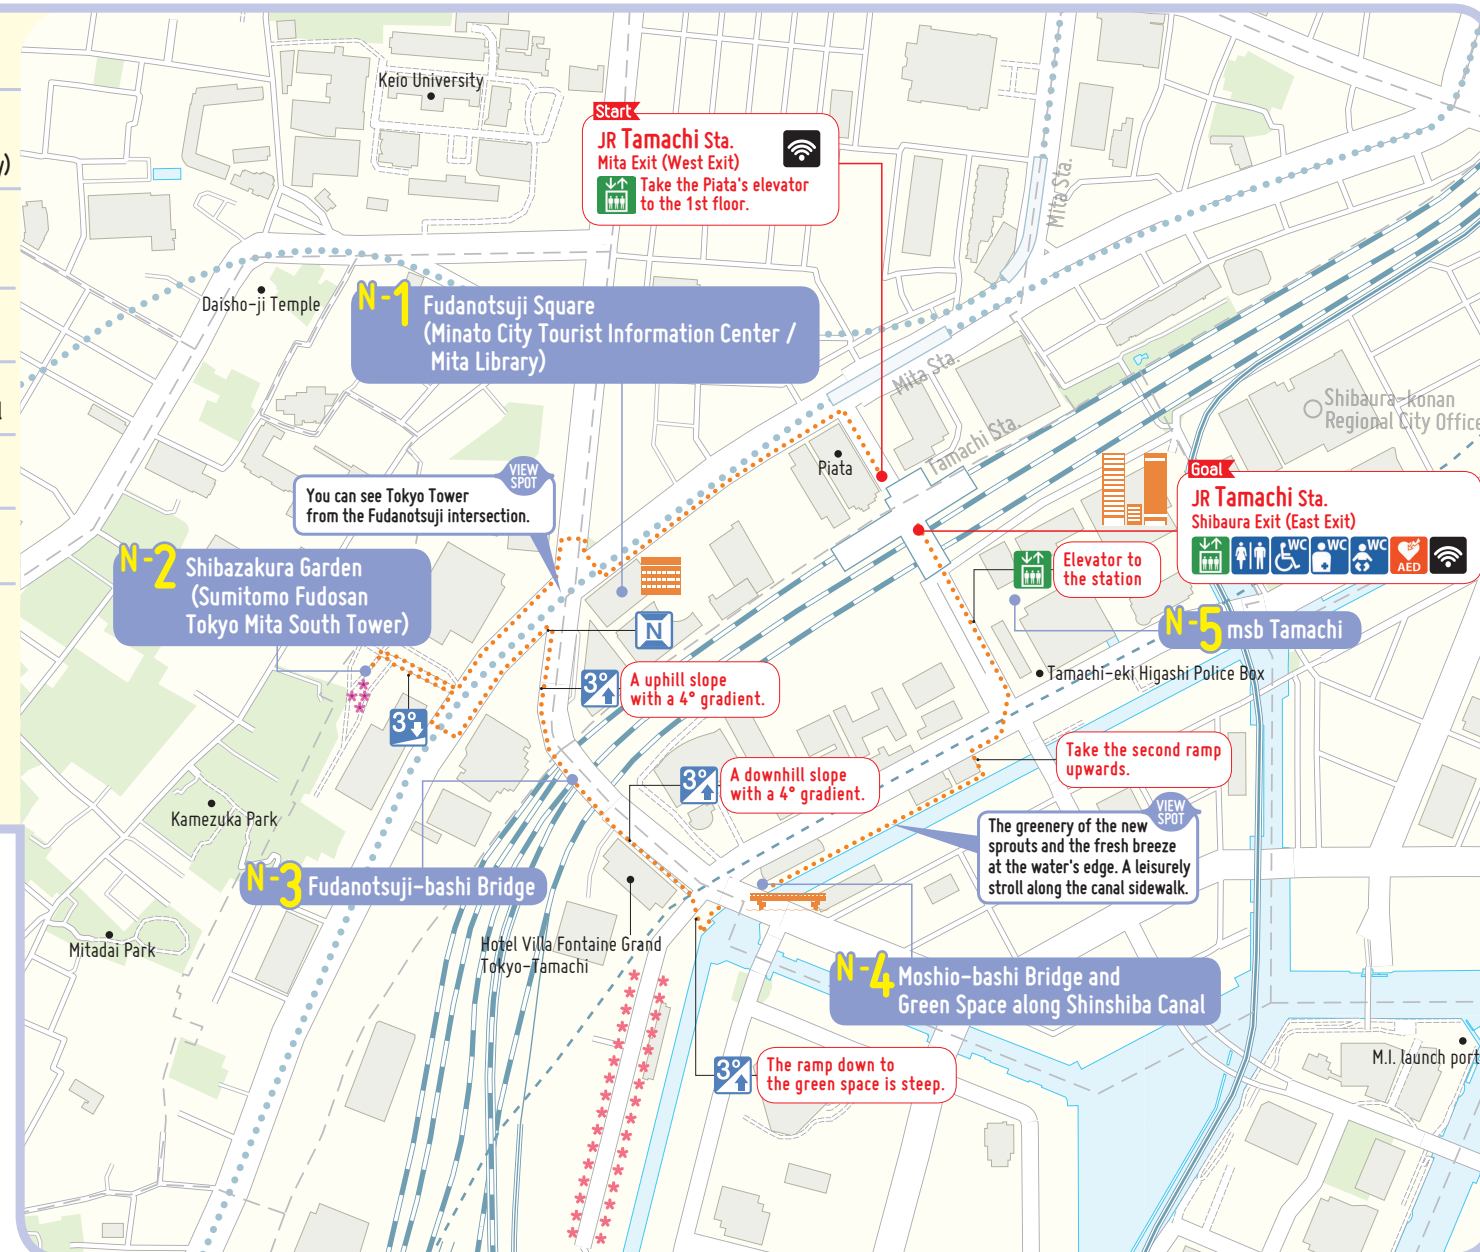 Keio University
Start
JR Tamachi Sta.
Mita Exit (West Exit)
Take the Piata's elevator
to the 1st floor.
y)
Mita Sta.
Daisho-ji Temple
N-1 Fudanotsuji Square
(Minato City Tourist Information Center /
Mita Library)
Mita Sta.
Tamachi Sta.
Shibaura-konan
Regional City Office
Piata
VIEW
SPOT
You can see Tokyo Tower
from the Fudanotsuji intersection.
Goal
JR Tamachi Sta.
Shibaura Exit (East Exit)
WC
WC
WC
AED
N-2 Shibazakura Garden
(Sumitomo Fudosan
Tokyo Mita South Tower)
Elevator to
the station
N
N-5 msb Tamachi
Tamachi-eki Higashi Police Box
3°
A uphill slope
with a 4° gradient.
3°
Take the second ramp
upwards.
3°
A downhill slope
with a 4° gradient.
Kamezuka Park
VIEW
SPOT
The greenery of the new
sprouts and the fresh breeze
at the water's edge. A leisurely
stroll along the canal sidewalk.
N-3 Fudanotsuji-bashi Bridge
Mitadai Park
Hotel Villa Fontaine Grand
Tokyo-Tamachi
N-4 Moshio-bashi Bridge and
Green Space along Shinshiba Canal
M.I. launch port
3°
The ramp down to
the green space is steep.